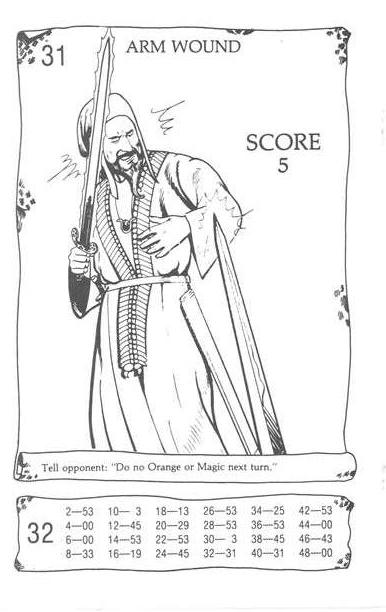 31
ARM WOUND
SCORE
5
Tell opponent: "Do no Orange or Magic next turn."
32
2—53 10— 3 18—13 26—53 34—25 42—53
4—00 12—45 20—29 28—53 36—53 44—00
6—00 14—53 22—53 30— 3 38—45 46—43
8—33 16—19 24—45 32—31 40—31 48—00